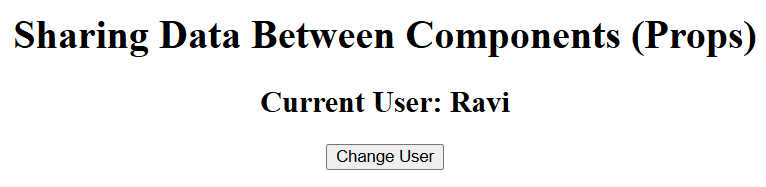 Sharing Data Between Components (Props)
Current User: Ravi
Change User